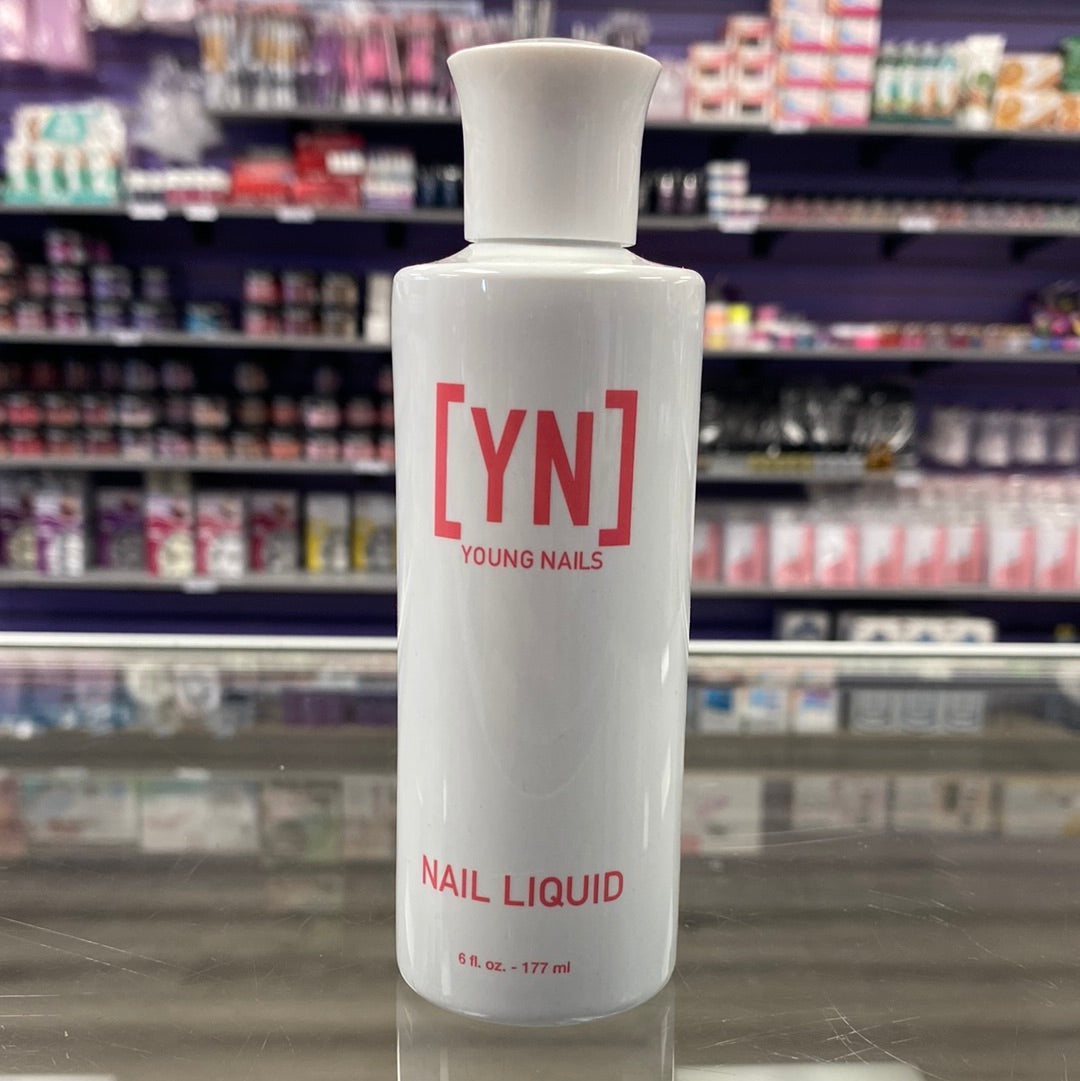 [YN]
YOUNG NAILS
NAIL LIQUID
6 fl. oz. - 177 ml